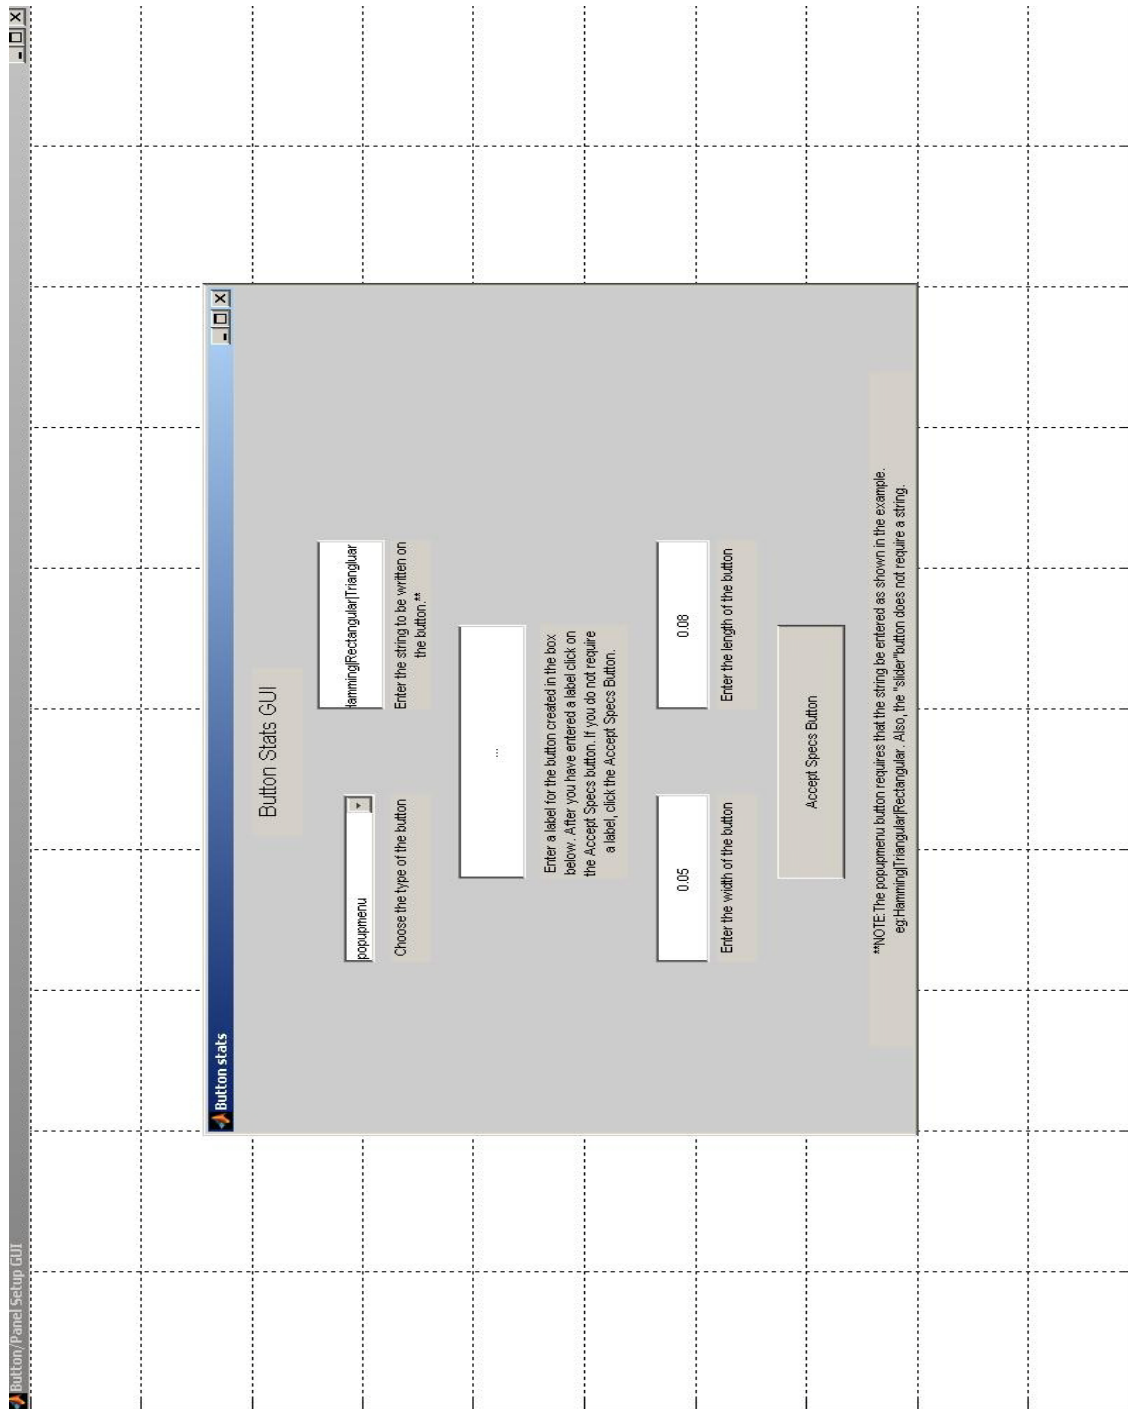 Button/Panel Setup GUI
Button stats
Button Stats GUI
popupmenu
Hamming|Rectangular|Triangluar
Choose the type of the button
Enter the string to be written on
the button.**
...
Enter a label for the button created in the box
below. After you have entered a label click on
the Accept Specs button. If you do not require
a label, click the Accept Specs Button.
0.05
0.08
Enter the width of the button
Enter the length of the button
Accept Specs Button
**NOTE:The popupmenu button requires that the string be entered as shown in the example.
eg:Hamming|Triangular|Rectangular. Also, the "slider"button does not require a string.